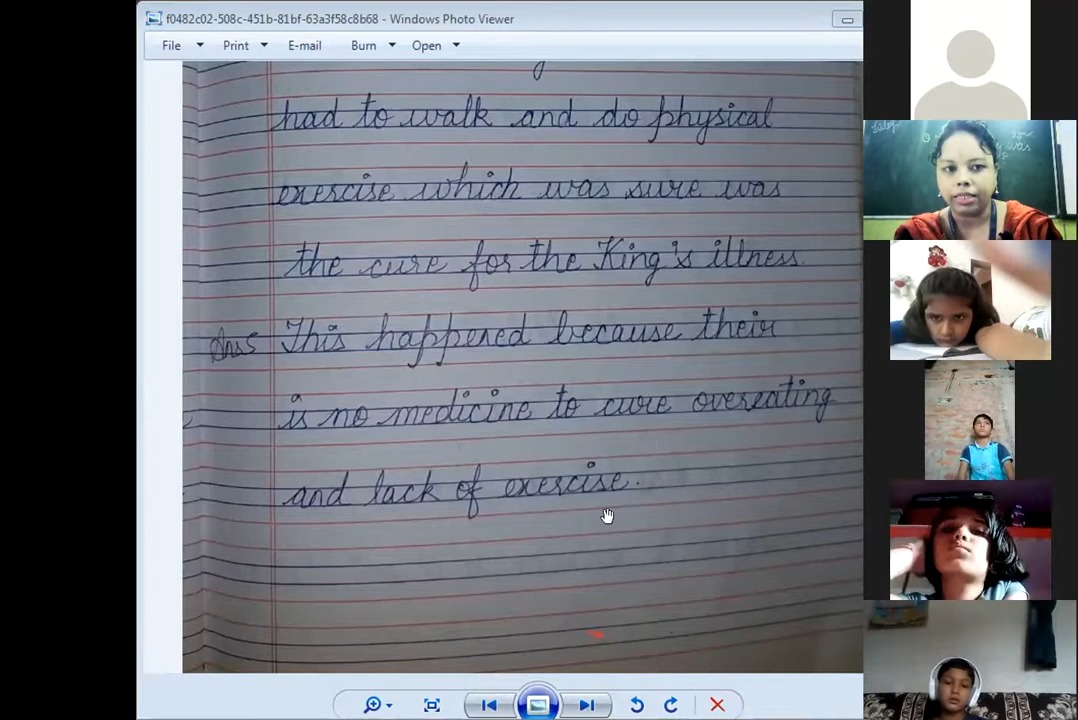 f0482c02-508c-451b-81bf-63a3f58c8b68 - Windows Photo Viewer
File Print E-mail Burn Open
had to walk and do physical
exercise which was sure was
the cure for the King's illness.
Ans5 This happened because their
is no medicine to cure overeating
and lack of exercise.